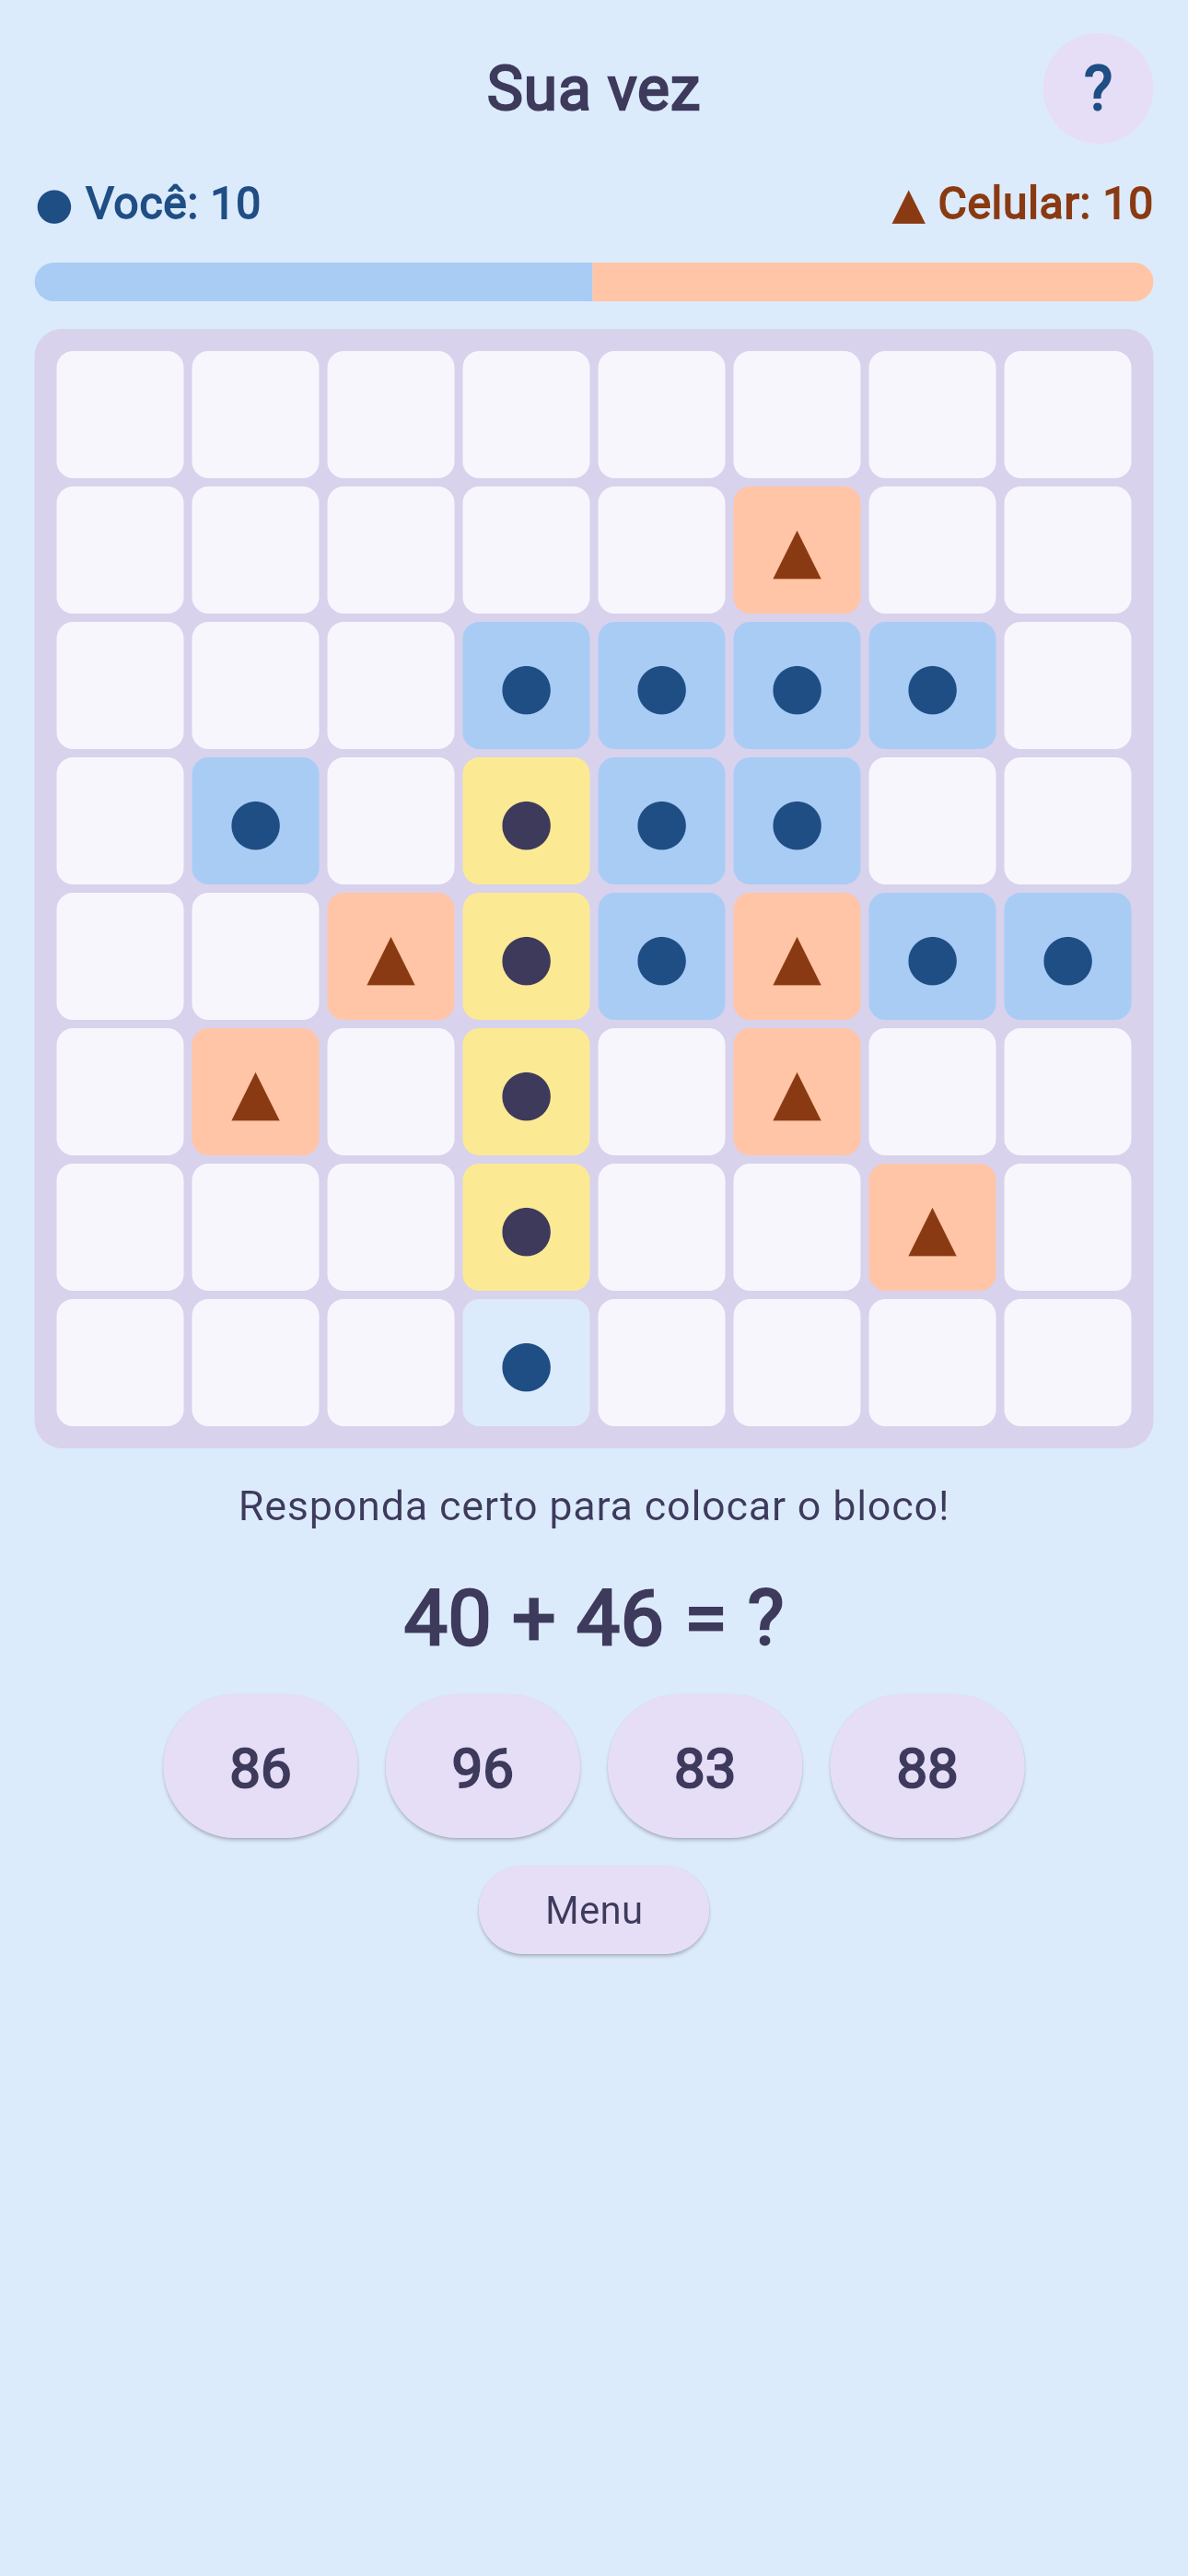 Sua vez
?
Você: 10
Celular: 10
Responda certo para colocar o bloco!
40 + 46 = ?
86 96 83 88
Menu